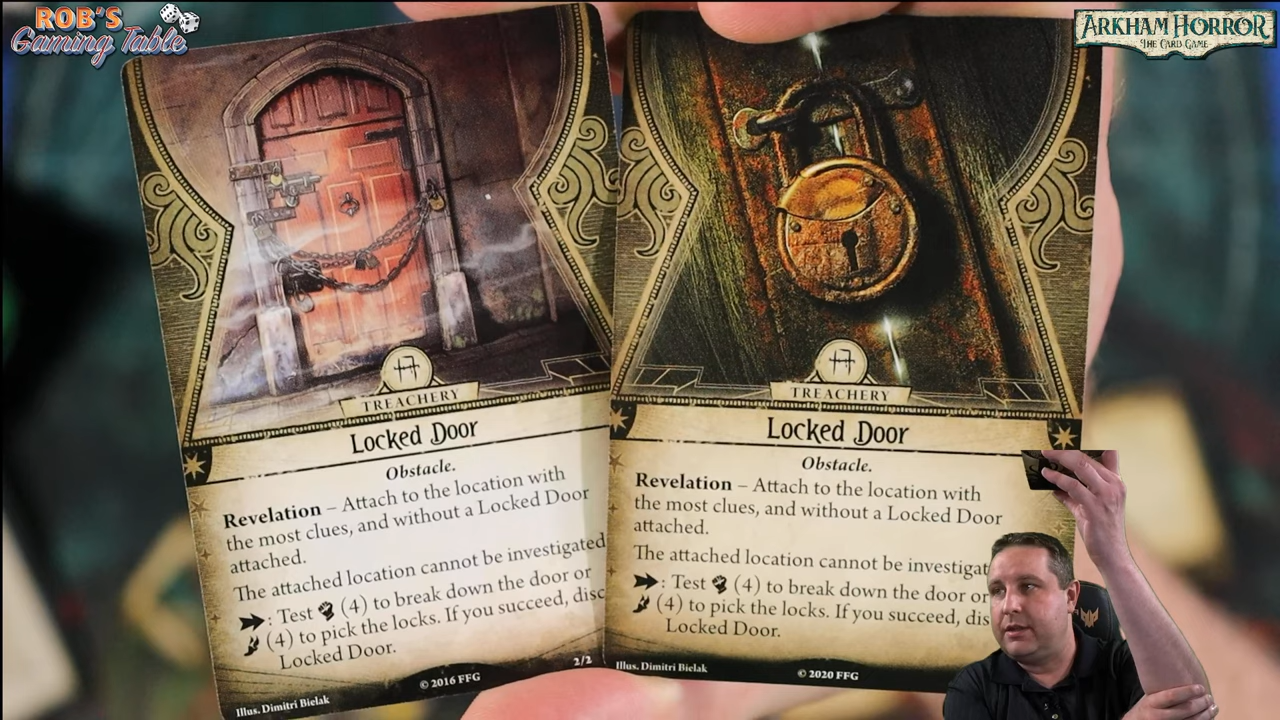 ROB'S
Gaming Table
ARKHAM HORROR
THE CARD GAME
TREACHERY
LOCKED DOOR
Obstacle.
Revelation – Attach to the location with
the most clues, and without a Locked Door
attached.
The attached location cannot be investigated
: Test (4) to break down the door or
(4) to pick the locks. If you succeed, disc
Locked Door.
Illus. Dimitri Bielak
© 2016 FFG
2/2
TREACHERY
LOCKED DOOR
Obstacle.
Revelation – Attach to the location with
the most clues, and without a Locked Door
attached.
The attached location cannot be investigat
: Test (4) to break down the door or
(4) to pick the locks. If you succeed, dis
Locked Door.
Illus. Dimitri Bielak
© 2020 FFG